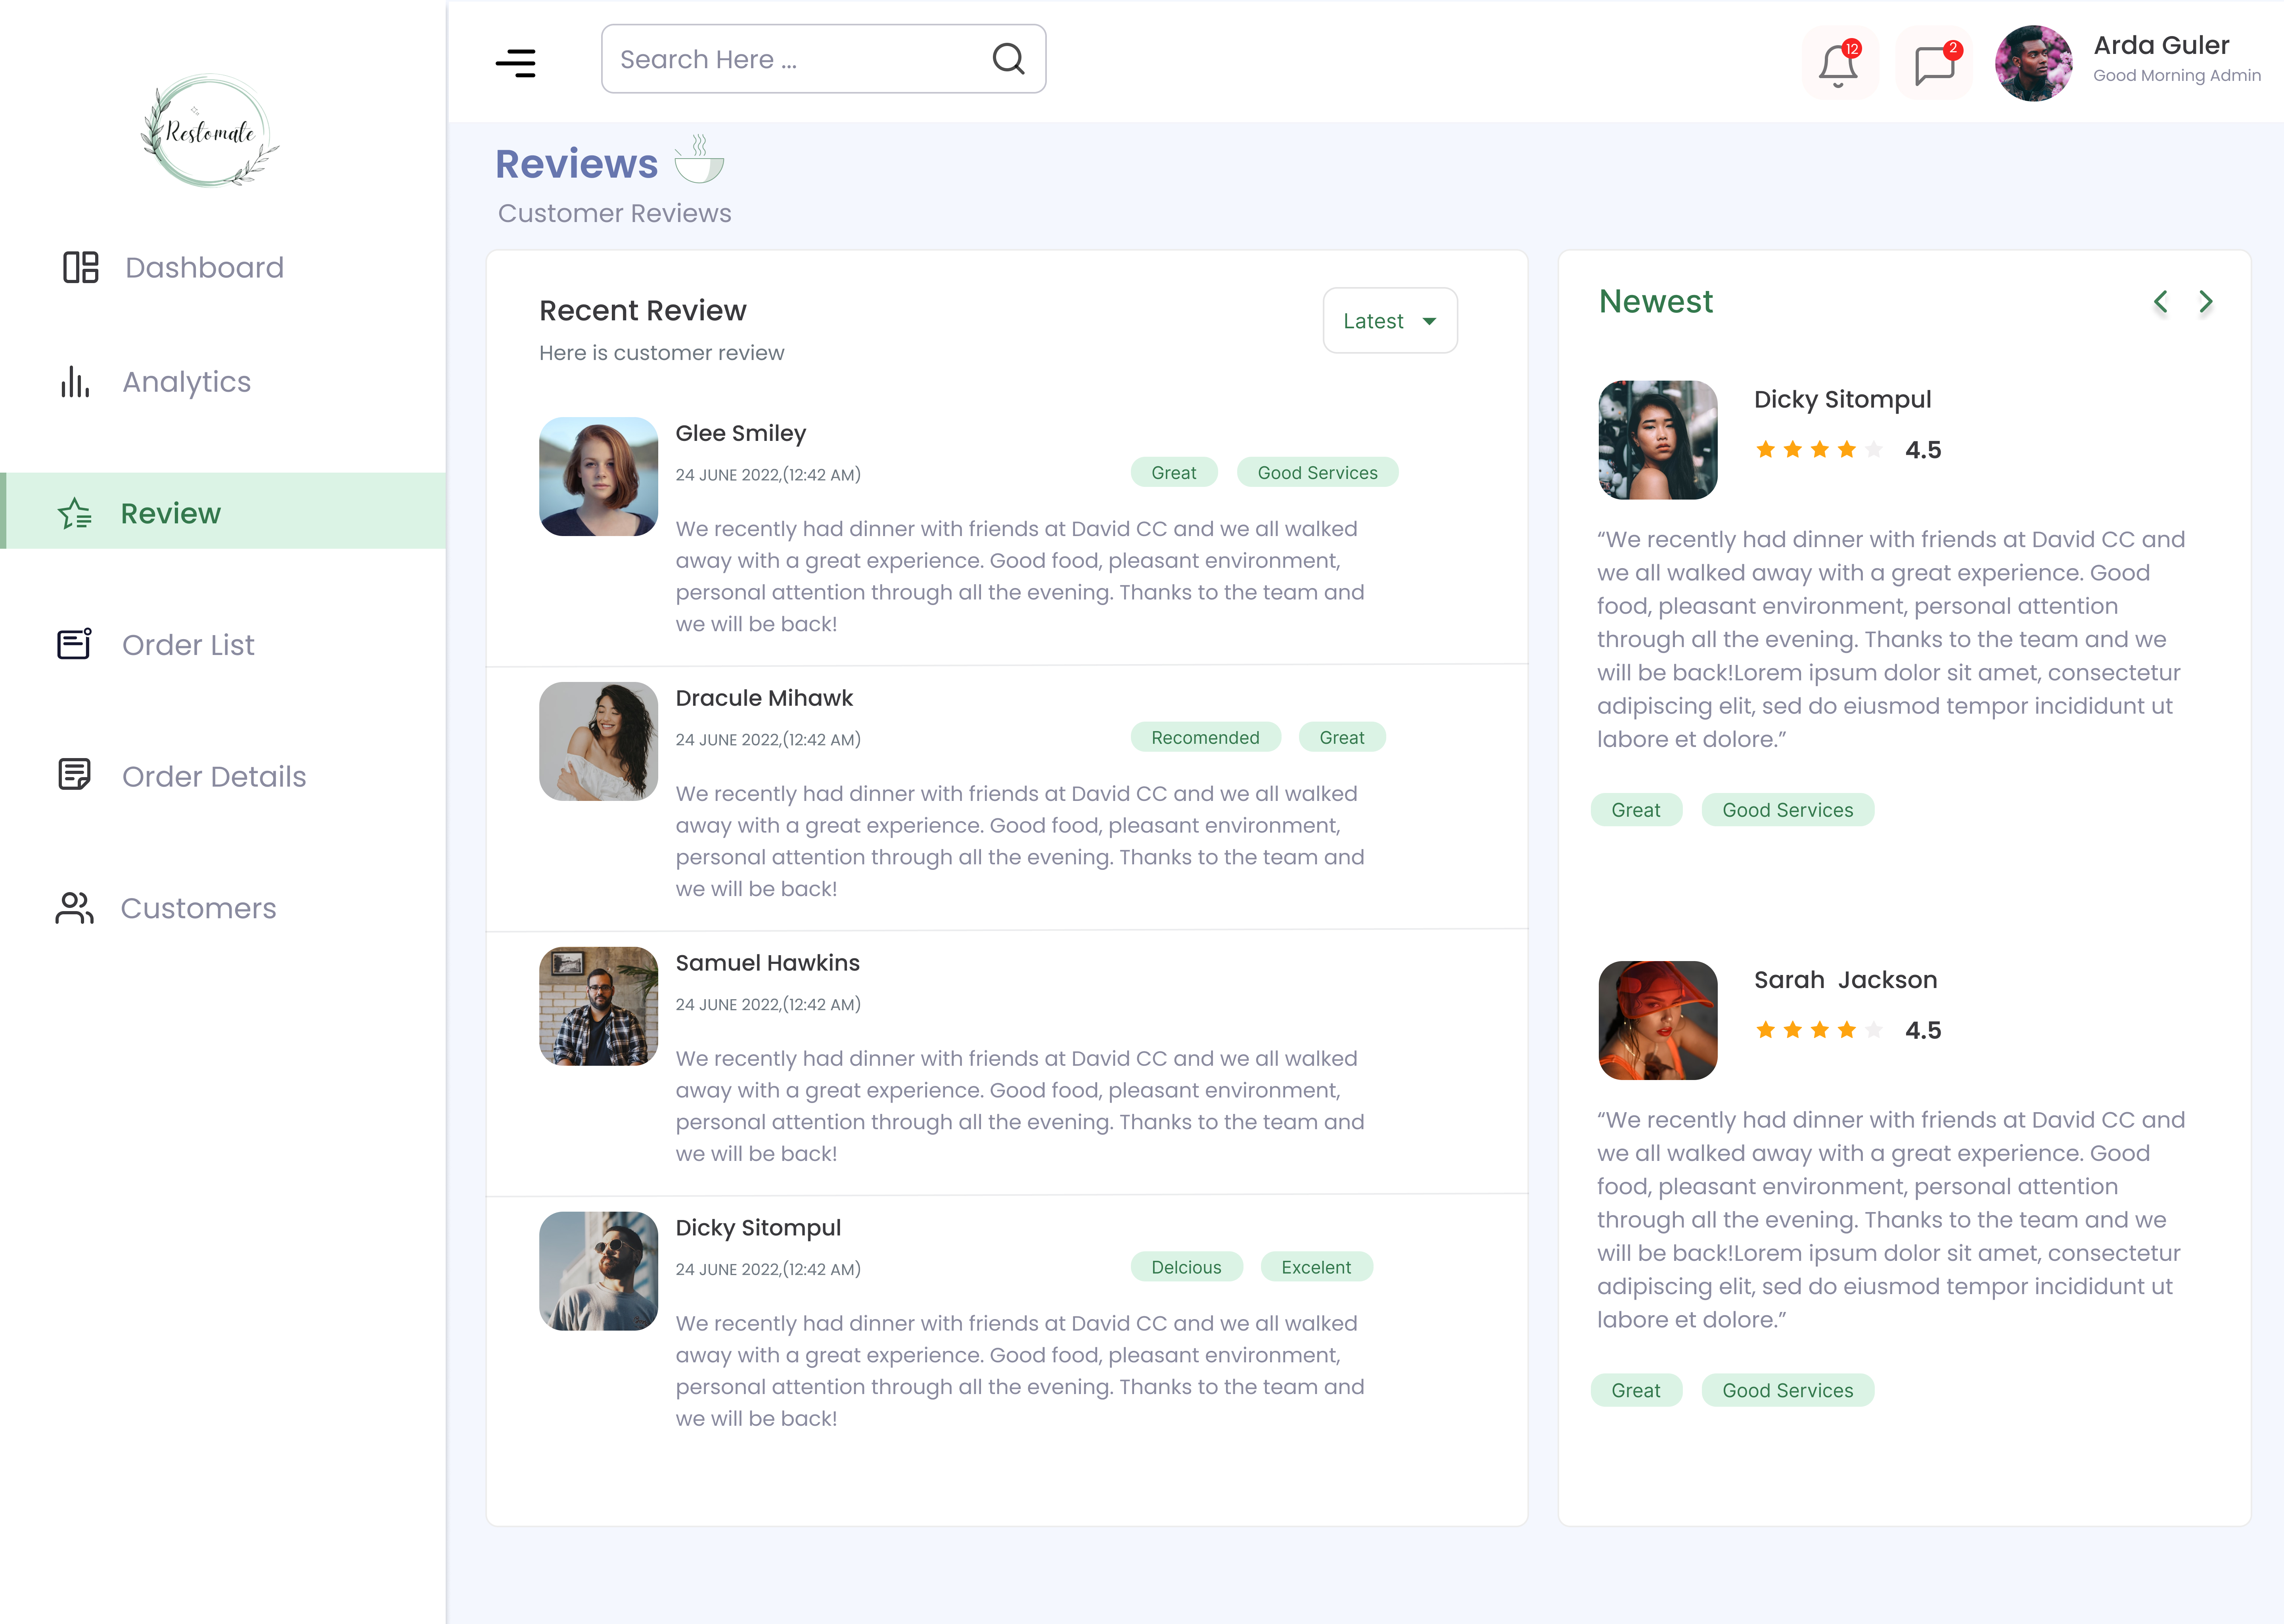 Restomate
Dashboard
Analytics
Review
Order List
Order Details
Customers
Search Here ...
12
2
Arda Guler
Good Morning Admin
Reviews
Customer Reviews
Recent Review
Here is customer review
Latest
Glee Smiley
24 JUNE 2022,(12:42 AM)
Great
Good Services
We recently had dinner with friends at David CC and we all walked
away with a great experience. Good food, pleasant environment,
personal attention through all the evening. Thanks to the team and
we will be back!
Dracule Mihawk
24 JUNE 2022,(12:42 AM)
Recomended
Great
We recently had dinner with friends at David CC and we all walked
away with a great experience. Good food, pleasant environment,
personal attention through all the evening. Thanks to the team and
we will be back!
Samuel Hawkins
24 JUNE 2022,(12:42 AM)
We recently had dinner with friends at David CC and we all walked
away with a great experience. Good food, pleasant environment,
personal attention through all the evening. Thanks to the team and
we will be back!
Dicky Sitompul
24 JUNE 2022,(12:42 AM)
Delcious
Excelent
We recently had dinner with friends at David CC and we all walked
away with a great experience. Good food, pleasant environment,
personal attention through all the evening. Thanks to the team and
we will be back!
Newest
Dicky Sitompul
4.5
“We recently had dinner with friends at David CC and
we all walked away with a great experience. Good
food, pleasant environment, personal attention
through all the evening. Thanks to the team and we
will be back!Lorem ipsum dolor sit amet, consectetur
adipiscing elit, sed do eiusmod tempor incididunt ut
labore et dolore.”
Great
Good Services
Sarah  Jackson
4.5
“We recently had dinner with friends at David CC and
we all walked away with a great experience. Good
food, pleasant environment, personal attention
through all the evening. Thanks to the team and we
will be back!Lorem ipsum dolor sit amet, consectetur
adipiscing elit, sed do eiusmod tempor incididunt ut
labore et dolore.”
Great
Good Services